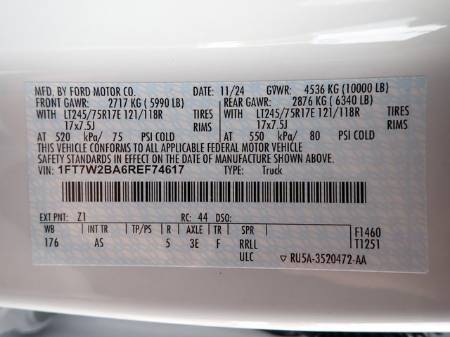 MFD. BY FORD MOTOR CO. 11/24 GVWR: 4536 KG (10000 LB)
FRONT GAWR: 2717 KG (5990 LB) REAR GAWR: 2876 KG (6340 LB)
LT245/75R17E 121/118R TIRES LT245/75R17E 121/118R TIRES
17x7.5J RIMS 17x7.5J RIMS
AT 520 kPa/ 75 PSI COLD AT 550 kPa/ 80 PSI COLD
THIS VEHICLE CONFORMS TO ALL APPLICABLE FEDERAL MOTOR VEHICLE
SAFETY STANDARDS IN EFFECT ON THE DATE OF MANUFACTURE SHOWN ABOVE.
VIN: 1FT7W2BA6REF74617 TYPE: Truck
EXT PNT: Z1 RC: 44 DSO:
WB INT TR TP/PS R AXLE TR SPR F1460
176 AS 5 3E F RRLL T1251
ULC ▽ RU5A-3520472-AA